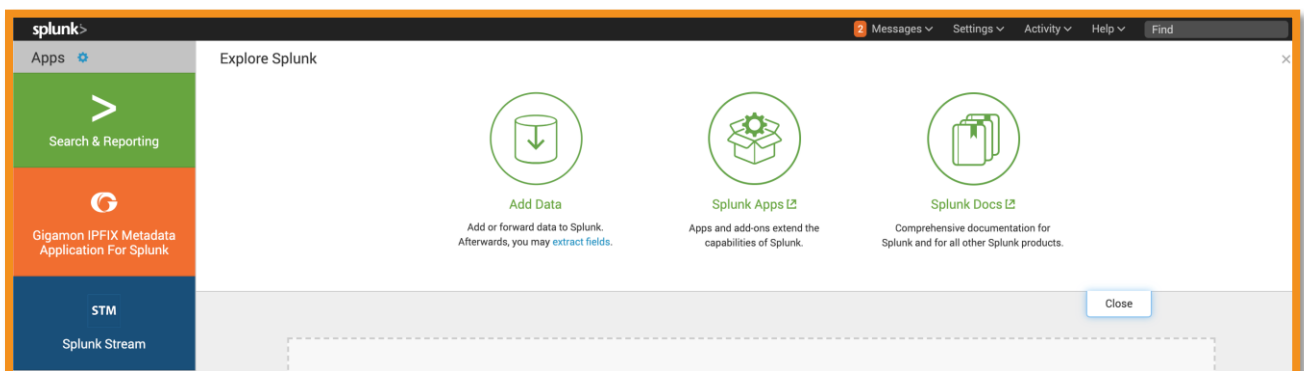 splunk>
2 Messages Settings Activity Help Find
Apps
Explore Splunk
>
Search & Reporting
Gigamon IPFIX Metadata
Application For Splunk
STM
Splunk Stream
Add Data
Add or forward data to Splunk.
Afterwards, you may extract fields.
Splunk Apps
Apps and add-ons extend the
capabilities of Splunk.
Splunk Docs
Comprehensive documentation for
Splunk and for all other Splunk products.
Close